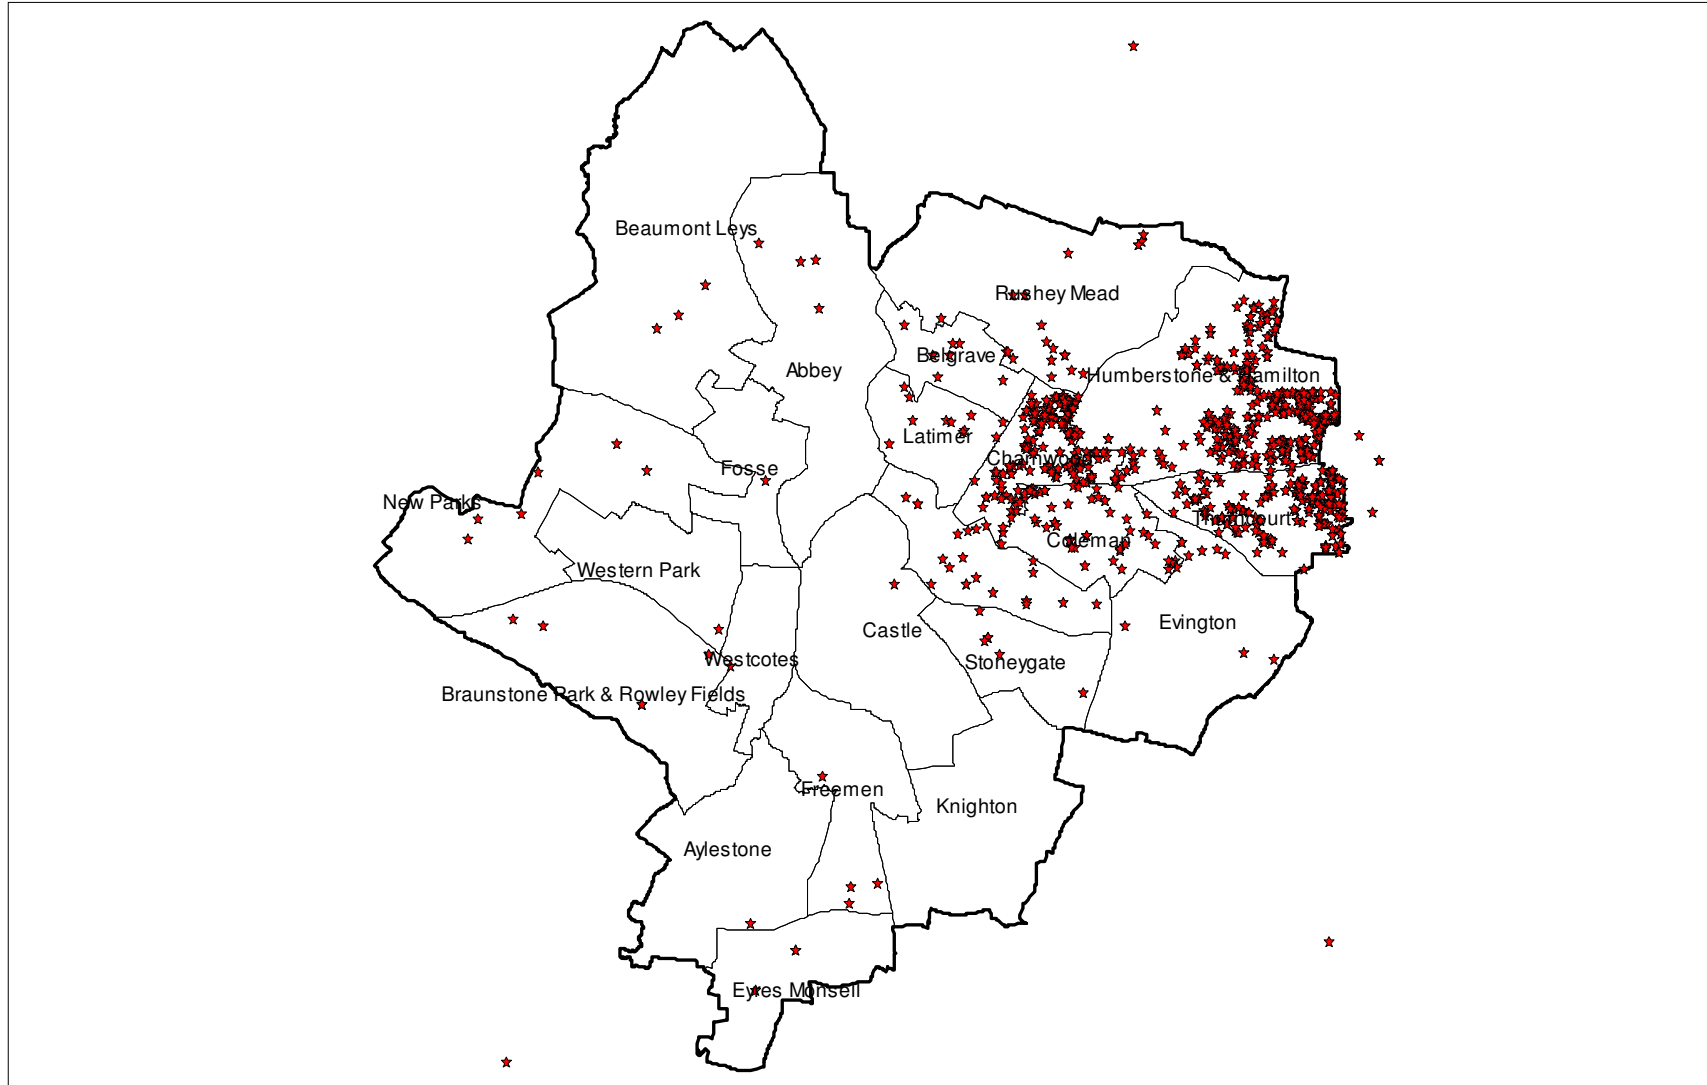 Beaumont Leys
Rushey Mead
Belgrave
Abbey
Humberstone & Hamilton
Latimer
Charnwood
Fosse
New Parks
Thurncourt
Coleman
Western Park
Evington
Castle
Westcotes
Stoneygate
Braunstone Park & Rowley Fields
Freemen
Knighton
Aylestone
Eyres Monsell